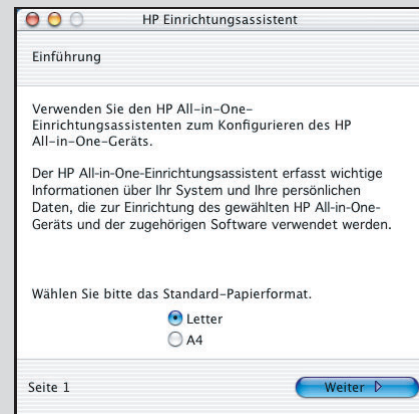 HP Einrichtungsassistent
Einführung
Verwenden Sie den HP All-in-One-
Einrichtungsassistenten zum Konfigurieren des HP
All-in-One-Geräts.
Der HP All-in-One-Einrichtungsassistent erfasst wichtige
Informationen über Ihr System und Ihre persönlichen
Daten, die zur Einrichtung des gewählten HP All-in-One-
Geräts und der zugehörigen Software verwendet werden.
Wählen Sie bitte das Standard-Papierformat.
Letter
A4
Seite 1
Weiter